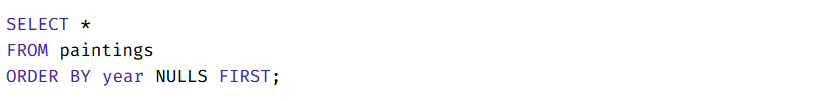 SELECT *
FROM paintings
ORDER BY year NULLS FIRST;